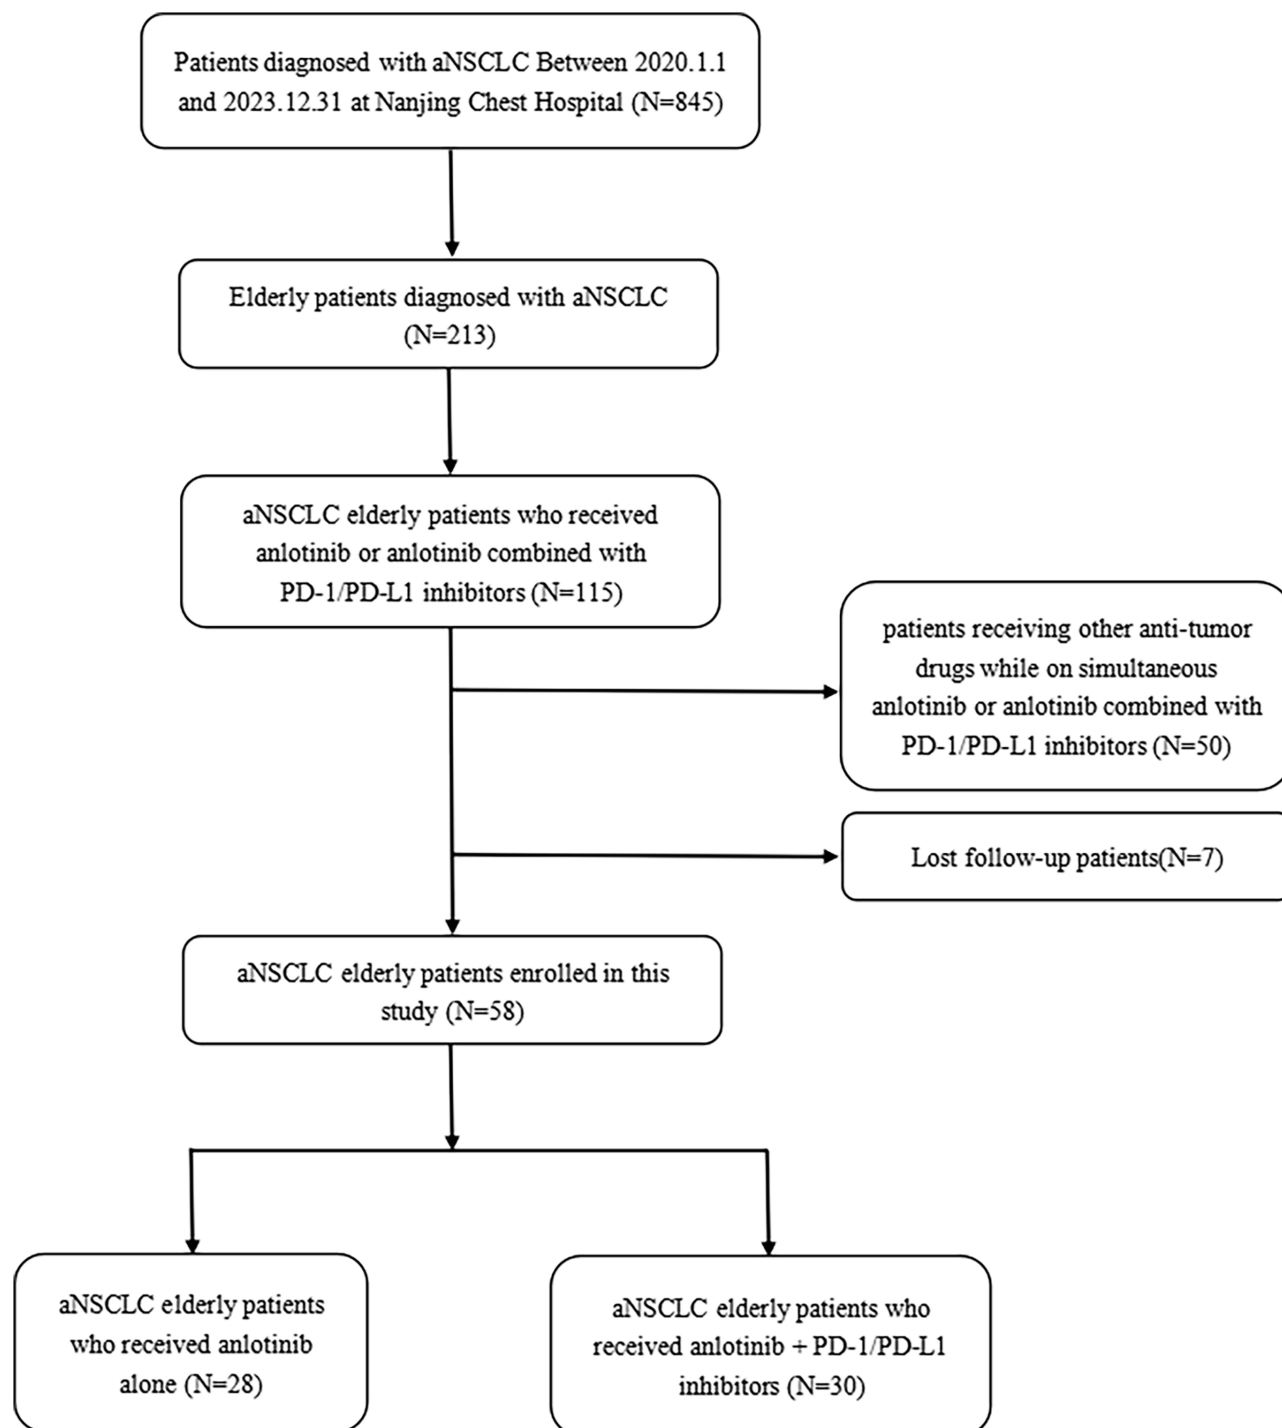 Patients diagnosed with aNSCLC Between 2020.1.1
and 2023.12.31 at Nanjing Chest Hospital (N=845)
Elderly patients diagnosed with aNSCLC
(N=213)
aNSCLC elderly patients who received
anlotinib or anlotinib combined with
PD-1/PD-L1 inhibitors (N=115)
patients receiving other anti-tumor
drugs while on simultaneous
anlotinib or anlotinib combined with
PD-1/PD-L1 inhibitors (N=50)
Lost follow-up patients(N=7)
aNSCLC elderly patients enrolled in this
study (N=58)
aNSCLC elderly patients
who received anlotinib
alone (N=28)
aNSCLC elderly patients who
received anlotinib + PD-1/PD-L1
inhibitors (N=30)